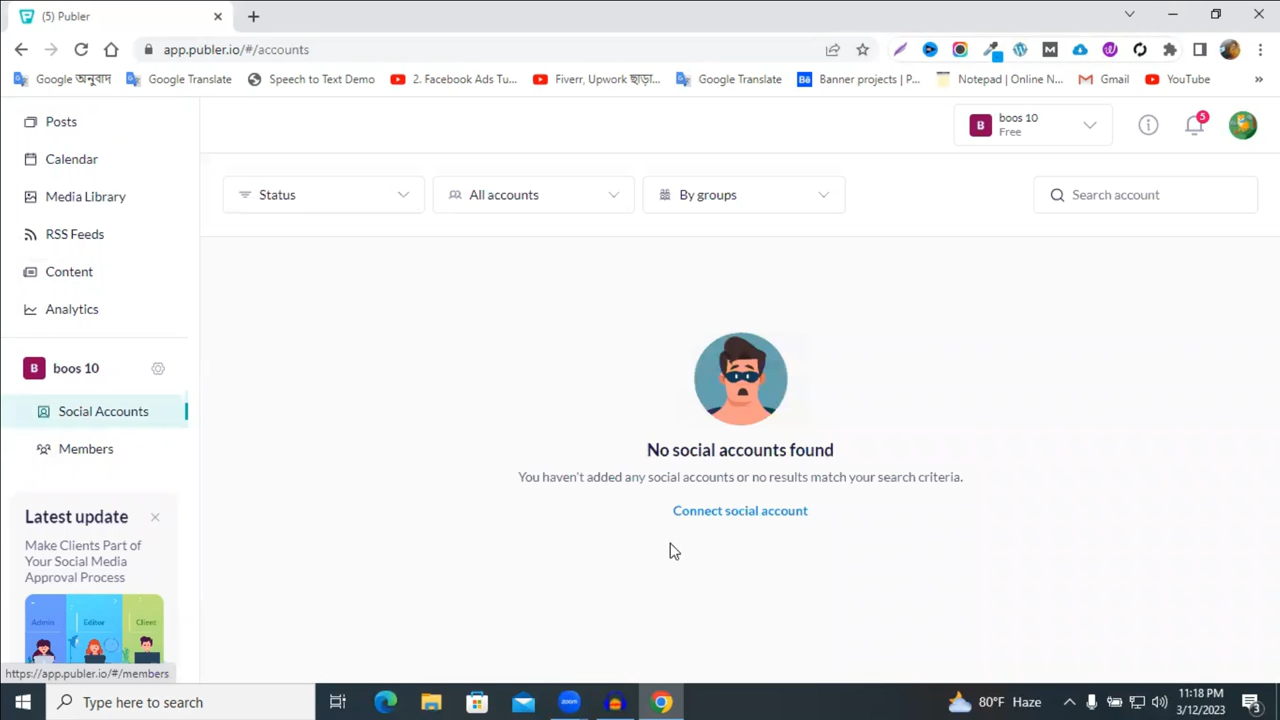 (5) Publer
app.publer.io/#/accounts
Google অনুবাদ
Google Translate
Speech to Text Demo
2. Facebook Ads Tu...
Fiverr, Upwork ছাড়া...
Google Translate
Bē
Banner projects | P...
Notepad | Online N...
Gmail
YouTube
»
Posts
Calendar
Media Library
RSS Feeds
Content
Analytics
B
boos 10
Social Accounts
Members
Latest update
Make Clients Part of
Your Social Media
Approval Process
Admin
Editor
Client
https://app.publer.io/#/members
B
boos 10
Free
5
Status
All accounts
By groups
Search account
No social accounts found
You haven't added any social accounts or no results match your search criteria.
Connect social account
Type here to search
zoom
80°F Haze
11:18 PM
3/12/2023
3